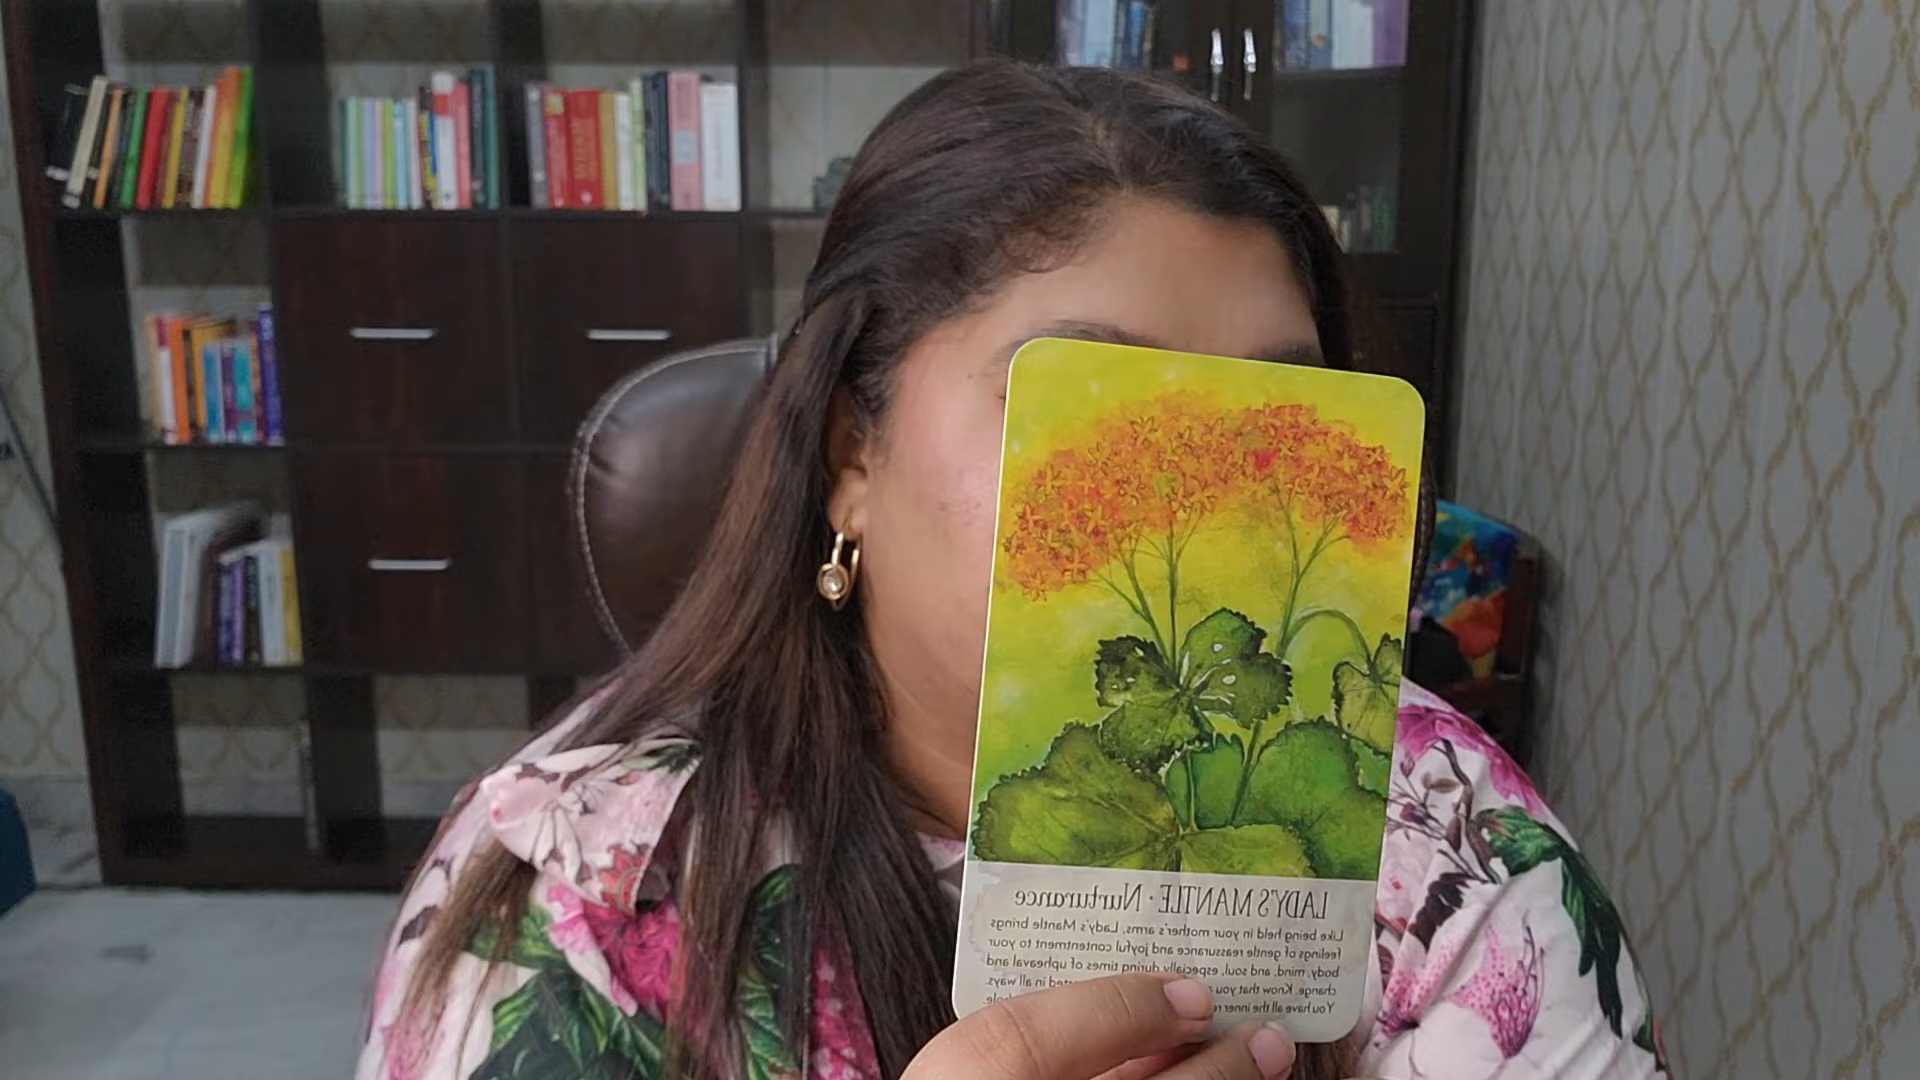 LADY'S MANTLE · Nurturance
Like being held in your mother's arms, Lady's Mantle brings
feelings of gentle reassurance and joyful contentment to your
body, mind, and soul, especially during times of upheaval and
change. Know that you in all ways.
You have all the inner